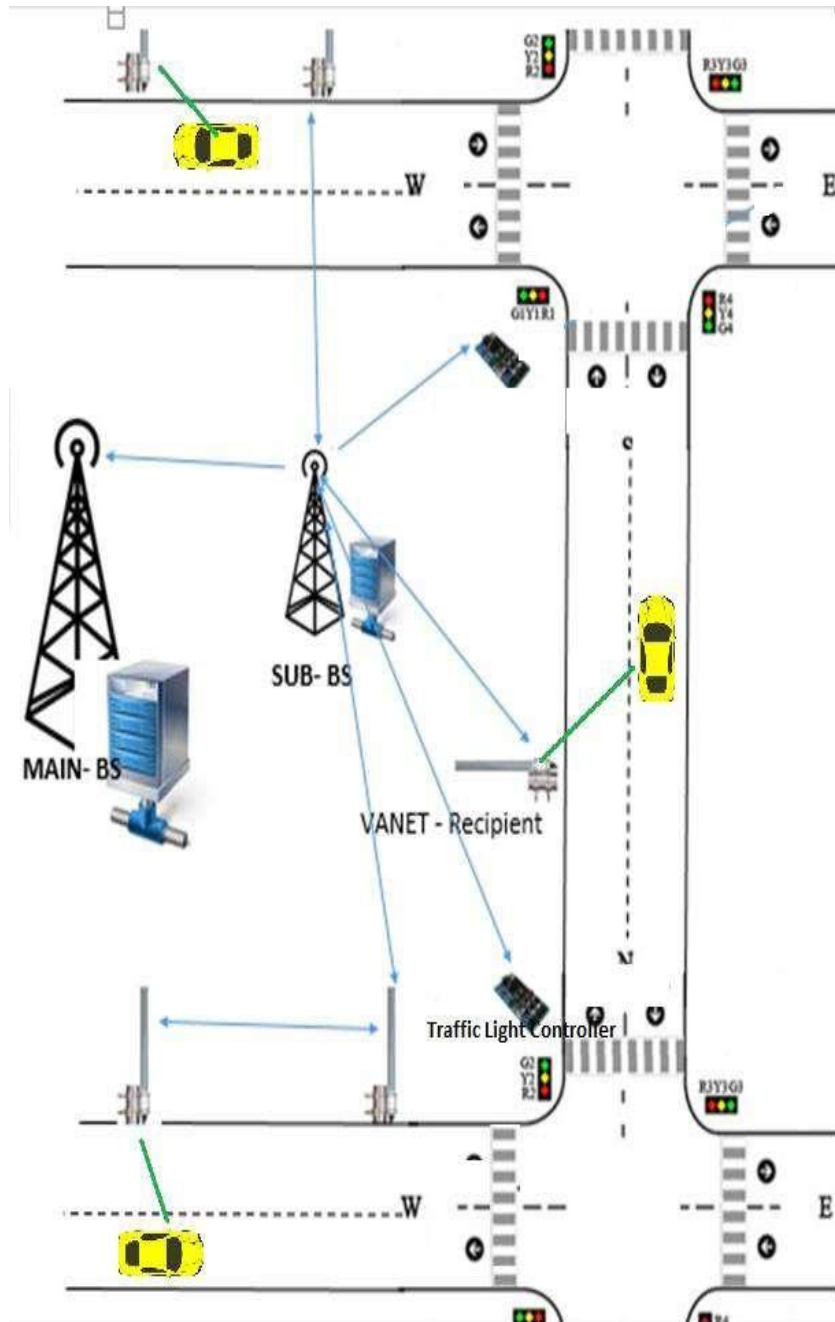 G2
Y2
R2
R3Y3G3
W
E
G1Y1R1
R4
Y4
G4
SUB- BS
MAIN- BS
VANET - Recipient
N
Traffic Light Controller
G2
Y2
R2
R3Y3G3
W
E
R4